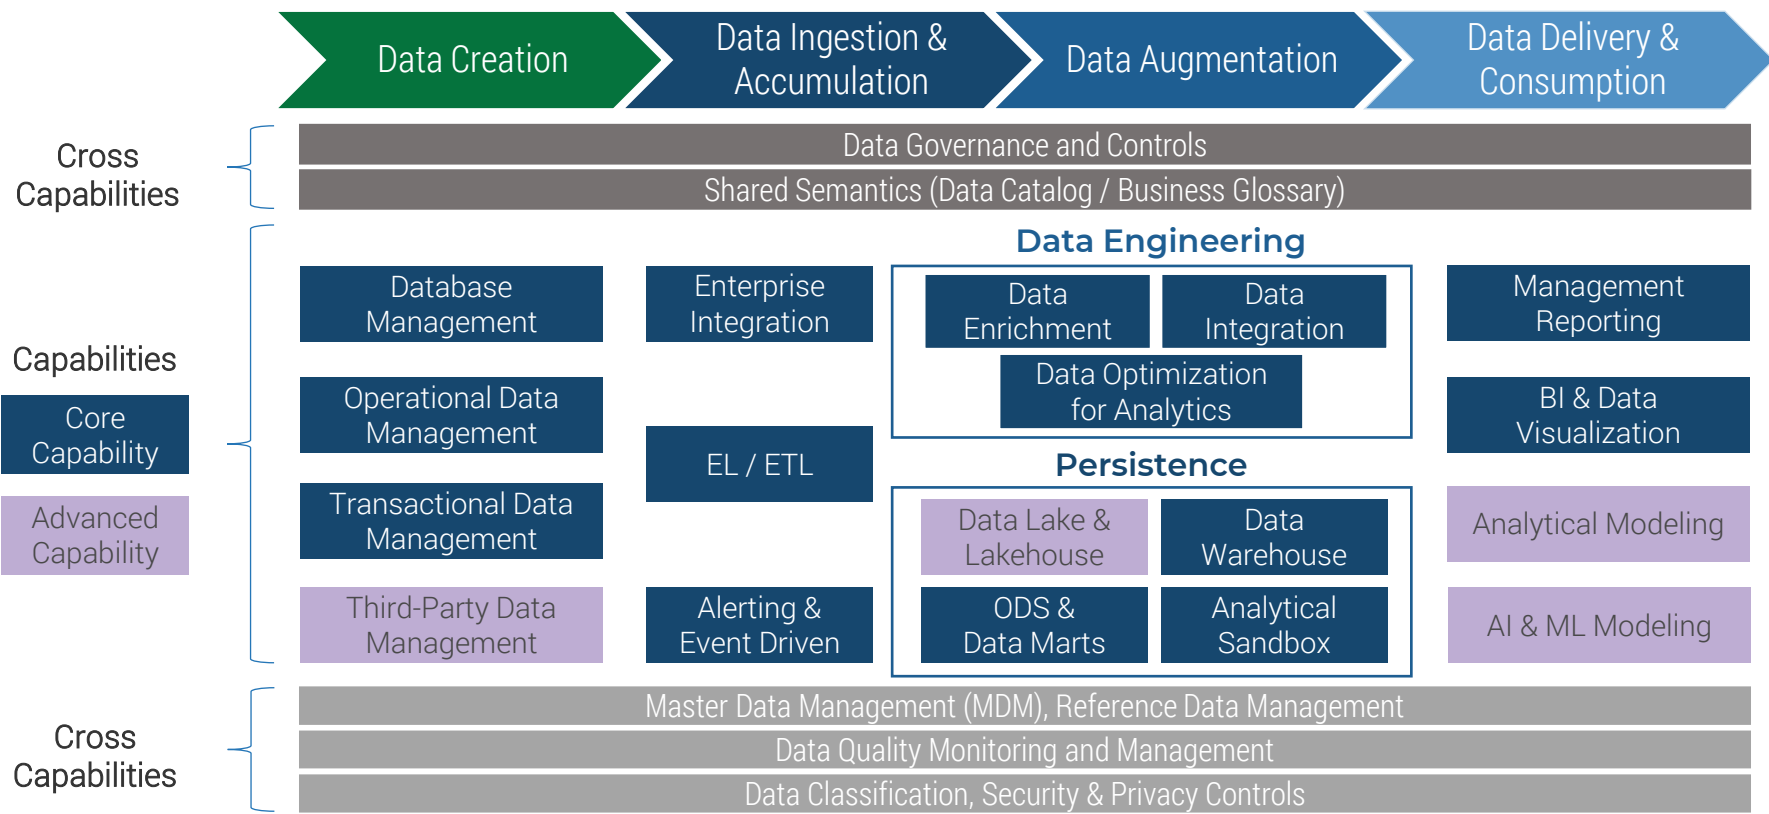 Data Creation
Data Ingestion &
Accumulation
Data Augmentation
Data Delivery &
Consumption
Cross
Capabilities
Data Governance and Controls
Shared Semantics (Data Catalog / Business Glossary)
Capabilities
Core
Capability
Advanced
Capability
Database
Management
Operational Data
Management
Transactional Data
Management
Third-Party Data
Management
Enterprise
Integration
EL / ETL
Alerting &
Event Driven
Data Engineering
Data
Enrichment
Data
Integration
Data Optimization
for Analytics
Persistence
Data Lake &
Lakehouse
Data
Warehouse
ODS &
Data Marts
Analytical
Sandbox
Management
Reporting
BI & Data
Visualization
Analytical Modeling
AI & ML Modeling
Cross
Capabilities
Master Data Management (MDM), Reference Data Management
Data Quality Monitoring and Management
Data Classification, Security & Privacy Controls